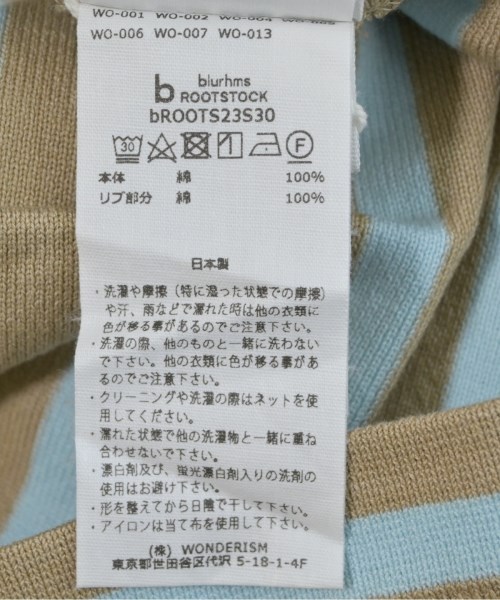 WO-001 WO-002 WO-004
WO-006 WO-007 WO-013
b blurhms
ROOTSTOCK
bROOTS23S30
30 F
本体 綿 100%
リブ部分 綿 100%
日本製
・洗濯や摩擦(特に湿った状態での摩擦)
や汗、雨などで濡れた時は他の衣類に
色が移る事があるのでご注意下さい。
・洗濯の際、他のものと一緒に洗わない
で下さい。他の衣類に色が移る事があ
るのでご注意下さい。
・クリーニングや洗濯の際はネットを使
用してください。
・濡れた状態で他の洗濯物と一緒に重ね
合わせないで下さい。
・漂白剤及び、蛍光漂白剤入りの洗剤の
使用はお避け下さい。
・形を整えてから日陰で干して下さい。
・アイロンは当て布を使用して下さい。
(株) WONDERISM
東京都世田谷区代沢 5-18-1-4F